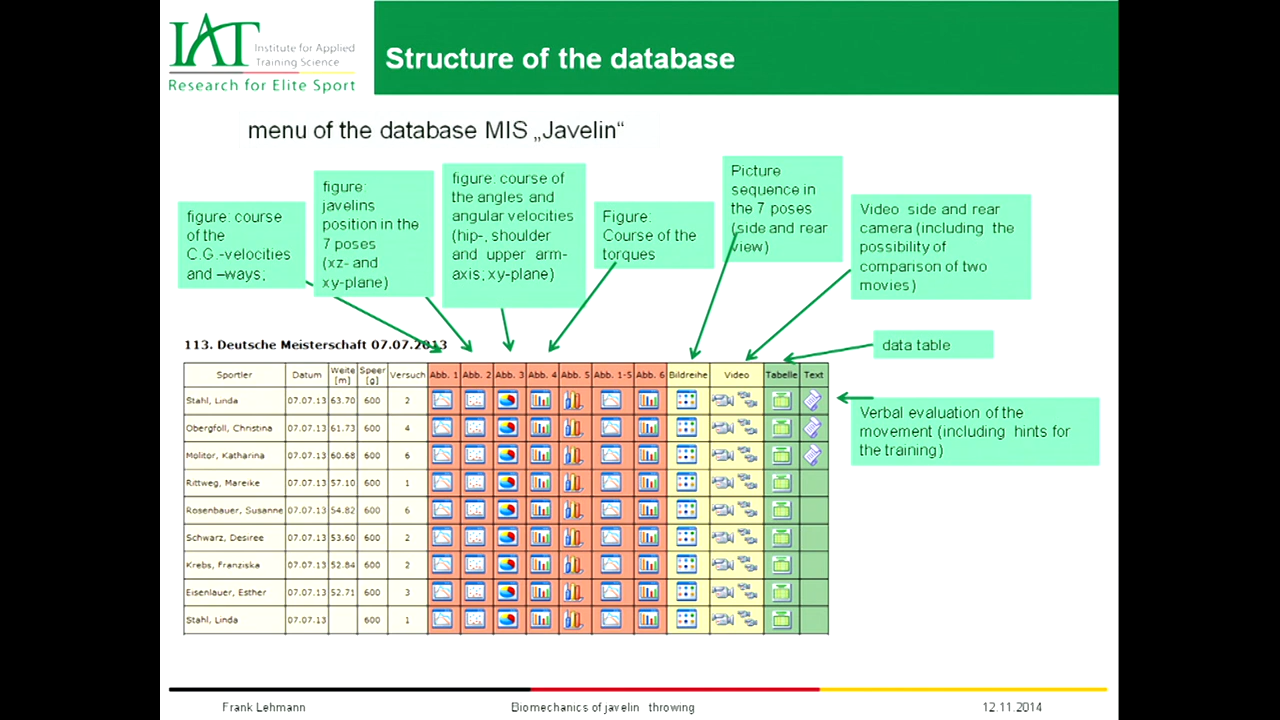 IAT
Institute for Applied
Training Science
Research for Elite Sport
Structure of the database
menu of the database MIS „Javelin“
figure: course
of the
C.G.-velocities
and –ways;
figure:
javelins
position in the
7 poses
(xz- and
xy-plane)
figure: course of
the angles and
angular velocities
(hip-, shoulder
and upper arm-
axis; xy-plane)
Figure:
Course of the
torques
Picture
sequence in
the 7 poses
(side and rear
view)
Video side and rear
camera (including the
possibility of
comparison of two
movies)
data table
Verbal evaluation of the
movement (including hints for
the training)
113. Deutsche Meisterschaft 07.07.2013
Sportler Datum Weite [m] Speer [g] Versuch Abb. 1 Abb. 2 Abb. 3 Abb. 4 Abb. 5 Abb. 1-5 Abb. 6 Bildreihe Video Tabelle Text
Stahl, Linda 07.07.13 63.70 600 2
Obergföll, Christina 07.07.13 61.73 600 4
Molitor, Katharina 07.07.13 60.68 600 6
Rittweg, Mareike 07.07.13 57.10 600 1
Rosenbauer, Susanne 07.07.13 54.82 600 6
Schwarz, Desiree 07.07.13 53.60 600 2
Krebs, Franziska 07.07.13 52.84 600 2
Eisenlauer, Esther 07.07.13 52.71 600 3
Stahl, Linda 07.07.13 600 1
Frank Lehmann
Biomechanics of javelin throwing
12.11.2014